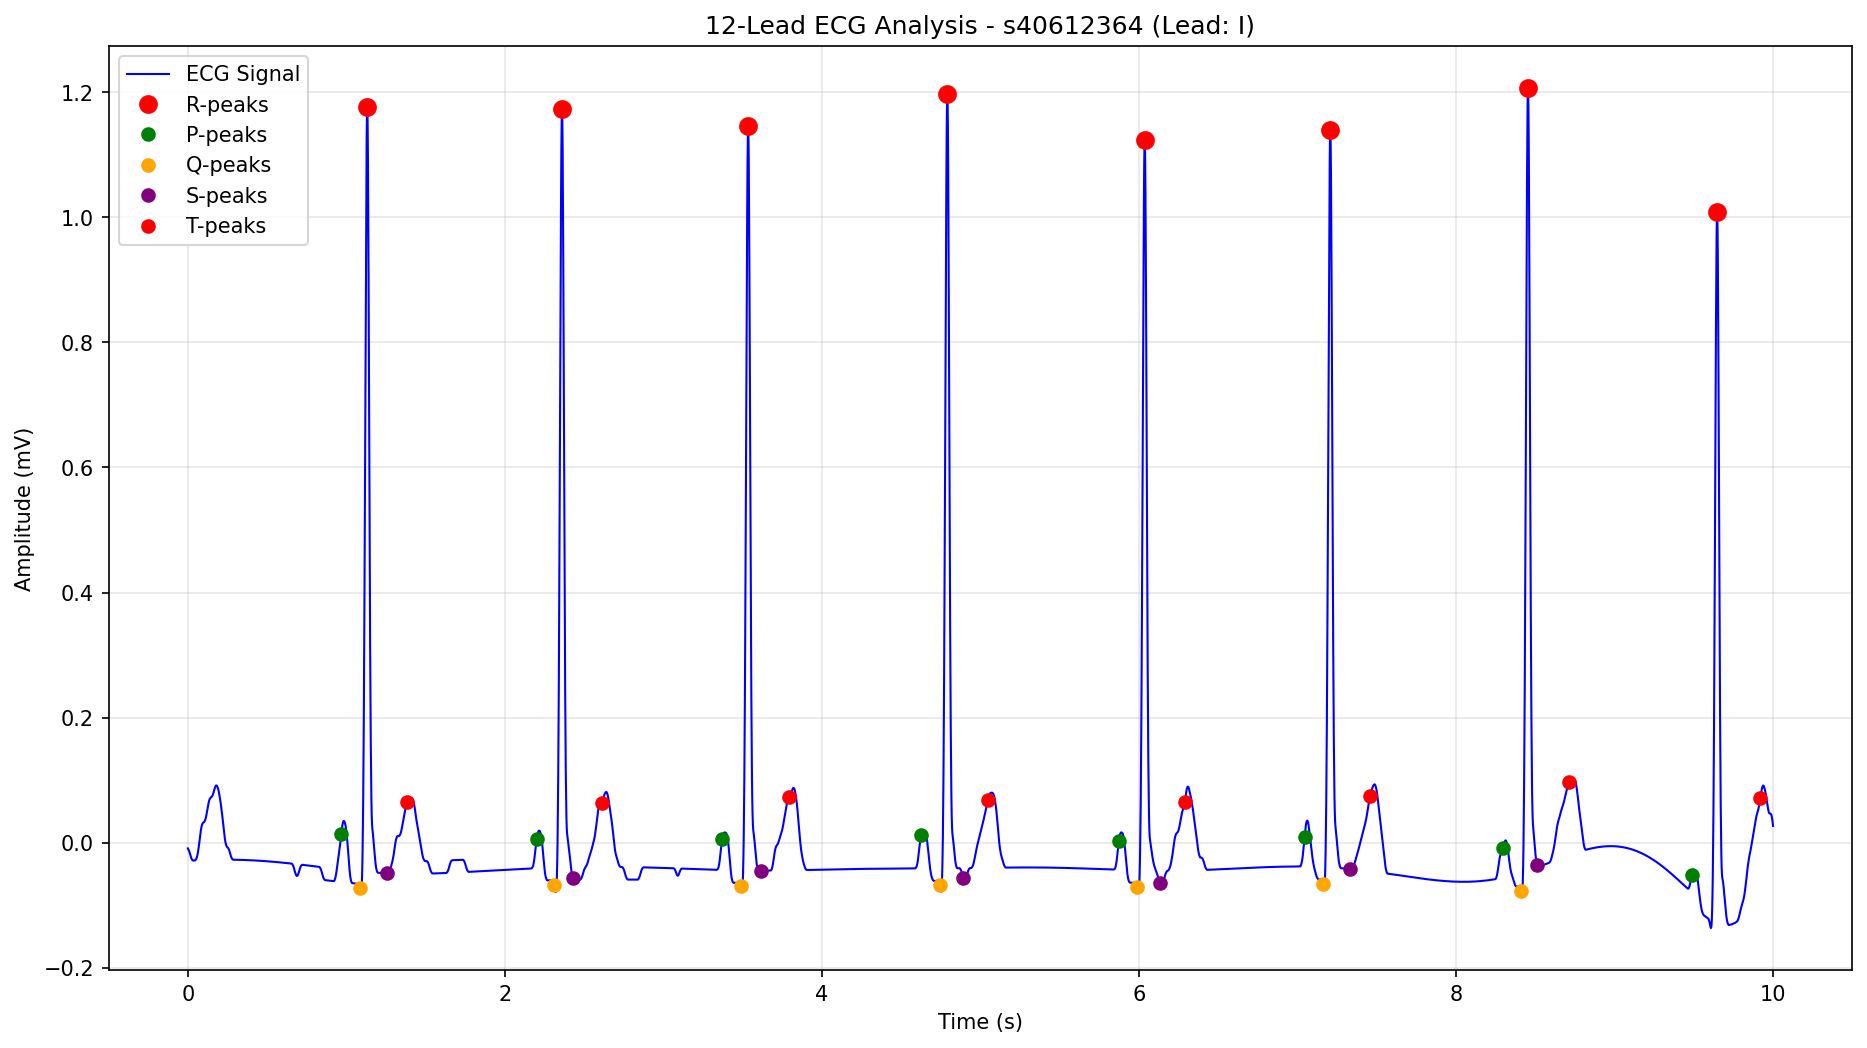 12-Lead ECG Analysis - s40612364 (Lead: I)
ECG Signal
R-peaks
P-peaks
Q-peaks
S-peaks
T-peaks
Amplitude (mV)
1.2
1.0
0.8
0.6
0.4
0.2
0.0
−0.2
0 2 4 6 8 10
Time (s)